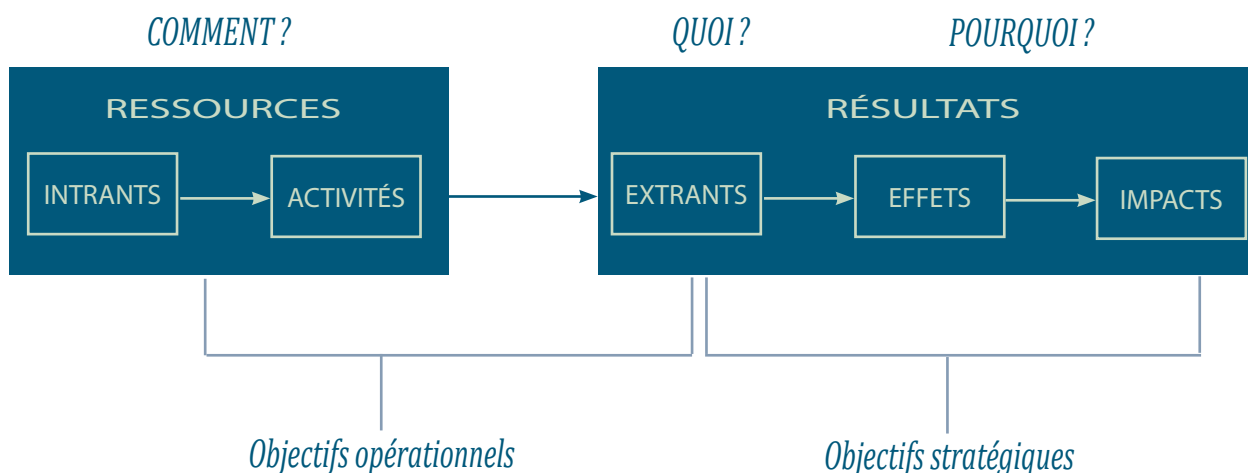 COMMENT ?
QUOI ?
POURQUOI ?
RESSOURCES
RÉSULTATS
INTRANTS
ACTIVITÉS
EXTRANTS
EFFETS
IMPACTS
Objectifs opérationnels
Objectifs stratégiques